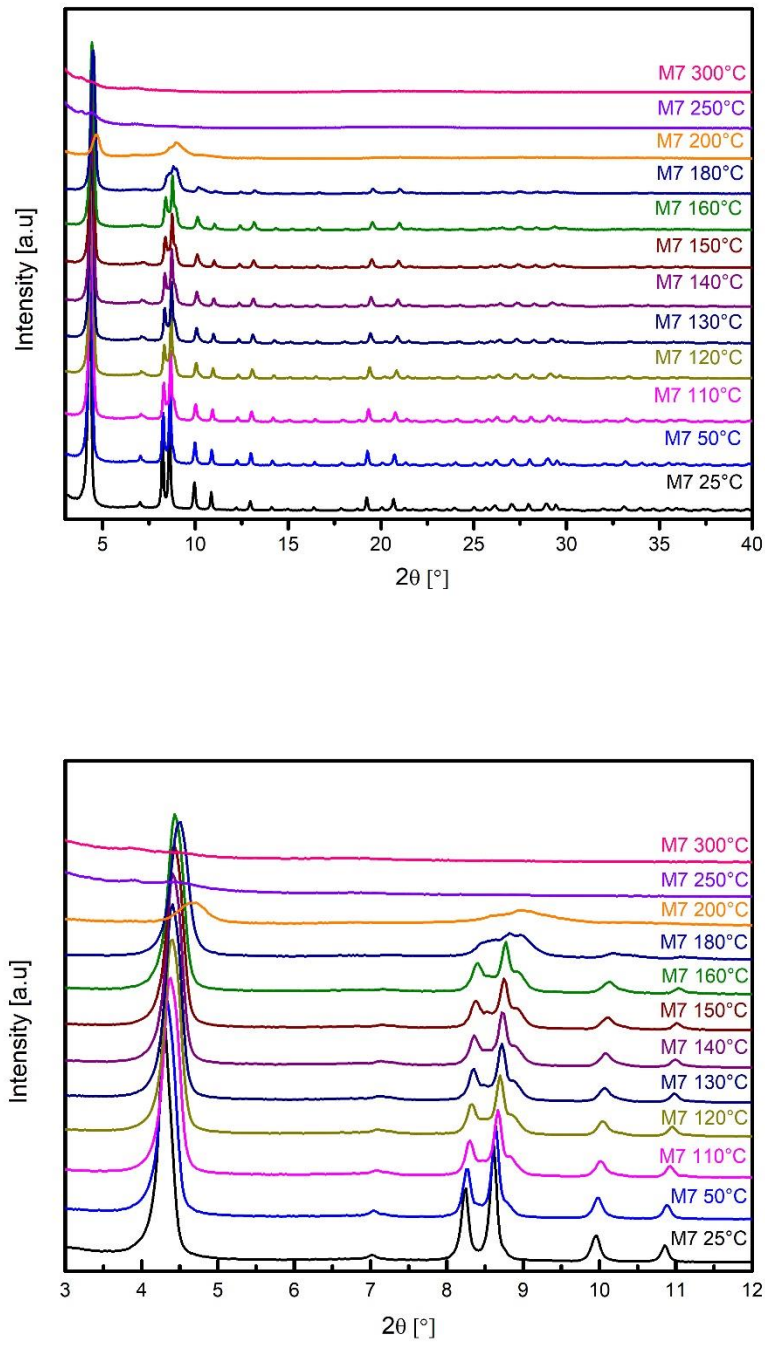 M7 300°C
M7 250°C
M7 200°C
M7 180°C
M7 160°C
M7 150°C
M7 140°C
M7 130°C
M7 120°C
M7 110°C
M7 50°C
M7 25°C
Intensity [a.u]
5 10 15 20 25 30 35 40
2θ [°]
M7 300°C
M7 250°C
M7 200°C
M7 180°C
M7 160°C
M7 150°C
M7 140°C
M7 130°C
M7 120°C
M7 110°C
M7 50°C
M7 25°C
Intensity [a.u]
3 4 5 6 7 8 9 10 11 12
2θ [°]